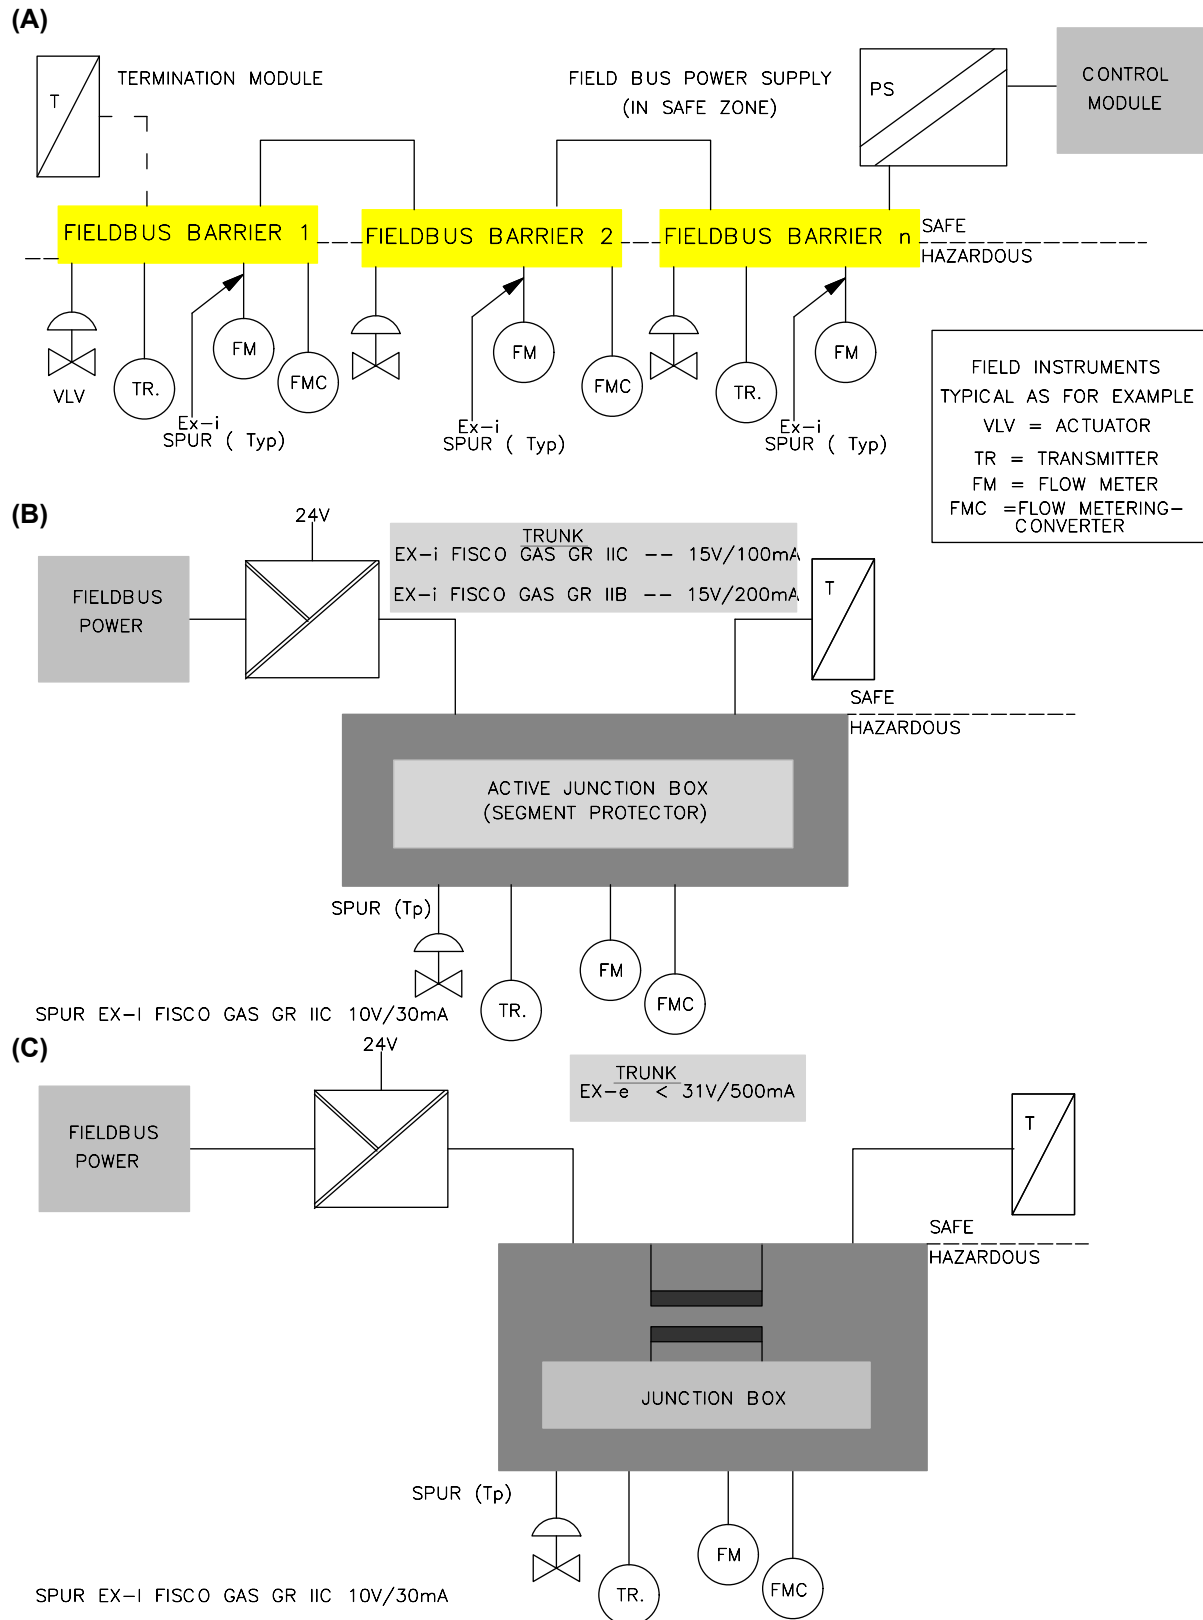 (A)
T
TERMINATION MODULE
FIELD BUS POWER SUPPLY
(IN SAFE ZONE)
PS
CONTROL
MODULE
FIELDBUS BARRIER 1
FIELDBUS BARRIER 2
FIELDBUS BARRIER n
SAFE
HAZARDOUS
VLV
TR.
FM
FMC
Ex-i
SPUR ( Typ)
FM
FMC
Ex-i
SPUR ( Typ)
TR.
FM
Ex-i
SPUR ( Typ)
FIELD INSTRUMENTS
TYPICAL AS FOR EXAMPLE
VLV = ACTUATOR
TR = TRANSMITTER
FM = FLOW METER
FMC =FLOW METERING-
CONVERTER
(B)
24V
FIELDBUS
POWER
TRUNK
EX-i FISCO GAS GR IIC -- 15V/100mA
EX-i FISCO GAS GR IIB -- 15V/200mA
T
SAFE
HAZARDOUS
ACTIVE JUNCTION BOX
(SEGMENT PROTECTOR)
SPUR (Tp)
TR.
FM
FMC
SPUR EX-I FISCO GAS GR IIC 10V/30mA
(C)
24V
FIELDBUS
POWER
TRUNK
EX-e < 31V/500mA
T
SAFE
HAZARDOUS
JUNCTION BOX
SPUR (Tp)
TR.
FM
FMC
SPUR EX-I FISCO GAS GR IIC 10V/30mA